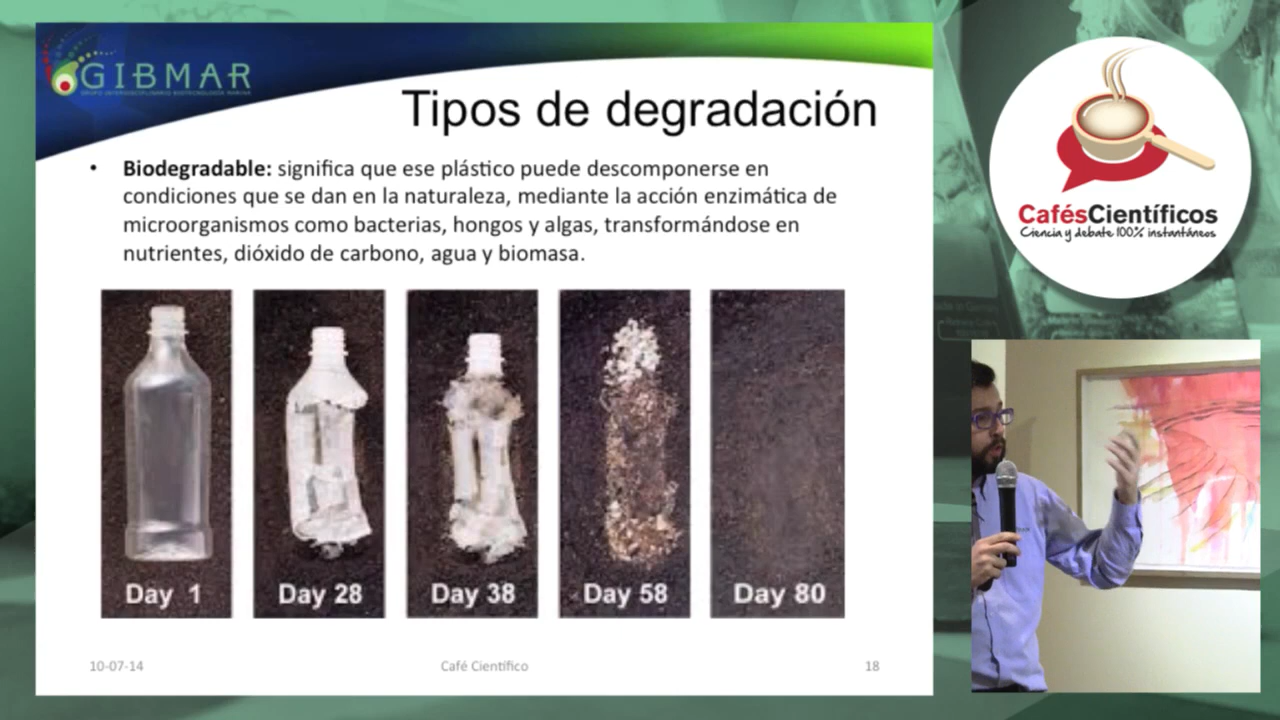 GIBMAR
Tipos de degradación
• Biodegradable: significa que ese plástico puede descomponerse en
condiciones que se dan en la naturaleza, mediante la acción enzimática de
microorganismos como bacterias, hongos y algas, transformándose en
nutrientes, dióxido de carbono, agua y biomasa.
Day 1
Day 28
Day 38
Day 58
Day 80
10-07-14
Café Científico
18
CafésCientíficos
Ciencia y debate 100% instantáneos